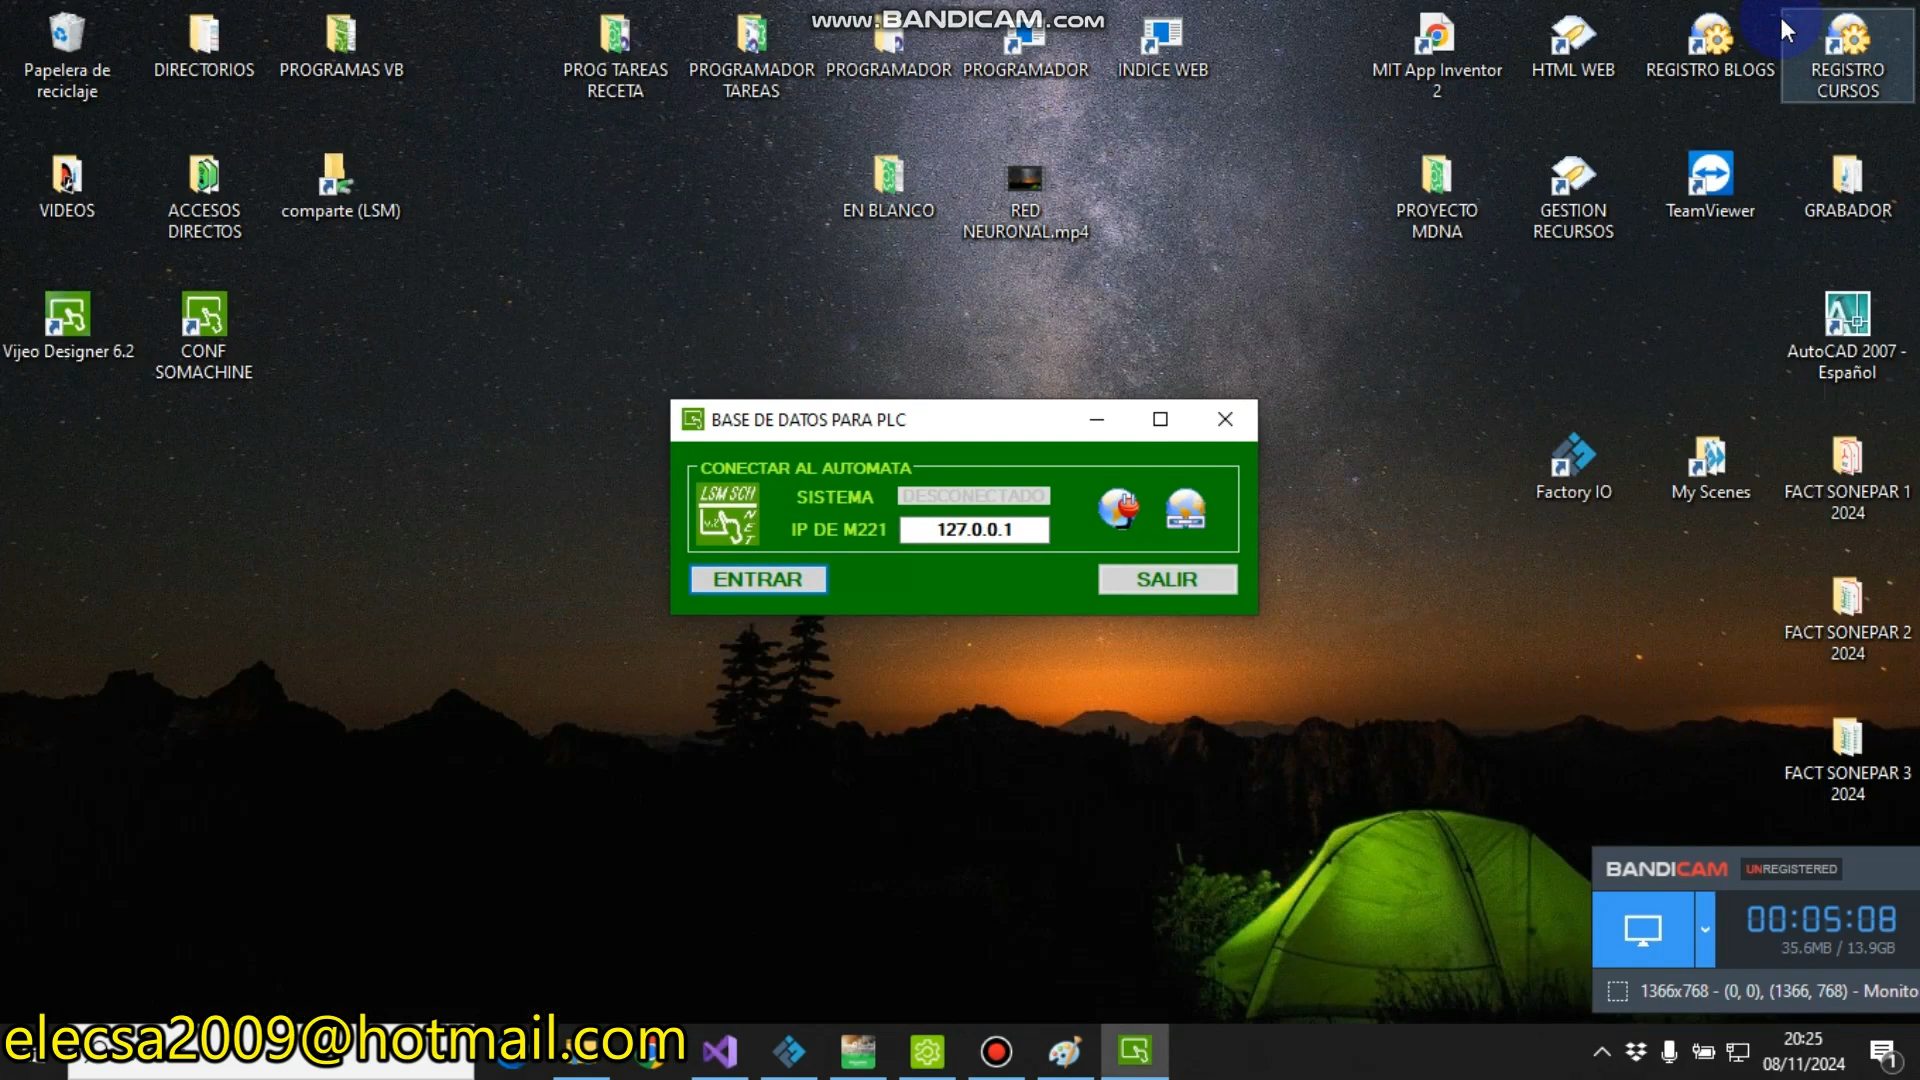 www.BANDICAM.com
Papelera de
reciclaje
DIRECTORIOS
PROGRAMAS VB
PROG TAREAS
RECETA
PROGRAMADOR
TAREAS
PROGRAMADOR
PROGRAMADOR
INDICE WEB
MIT App Inventor
2
HTML WEB
REGISTRO BLOGS
REGISTRO
CURSOS
VIDEOS
ACCESOS
DIRECTOS
comparte (LSM)
EN BLANCO
RED
NEURONAL.mp4
PROYECTO
MDNA
GESTION
RECURSOS
TeamViewer
GRABADOR
Vijeo Designer 6.2
CONF
SOMACHINE
AutoCAD 2007 -
Español
BASE DE DATOS PARA PLC
CONECTAR AL AUTOMATA
LSM SCH
v.2 NET
SISTEMA
DESCONECTADO
IP DE M221
127.0.0.1
ENTRAR
SALIR
Factory IO
My Scenes
FACT SONEPAR 1
2024
FACT SONEPAR 2
2024
FACT SONEPAR 3
2024
BANDICAM UNREGISTERED
00:05:08
35.6MB / 13.9GB
1366x768 - (0, 0), (1366, 768) - Monito
elecsa2009@hotmail.com
20:25
08/11/2024
1